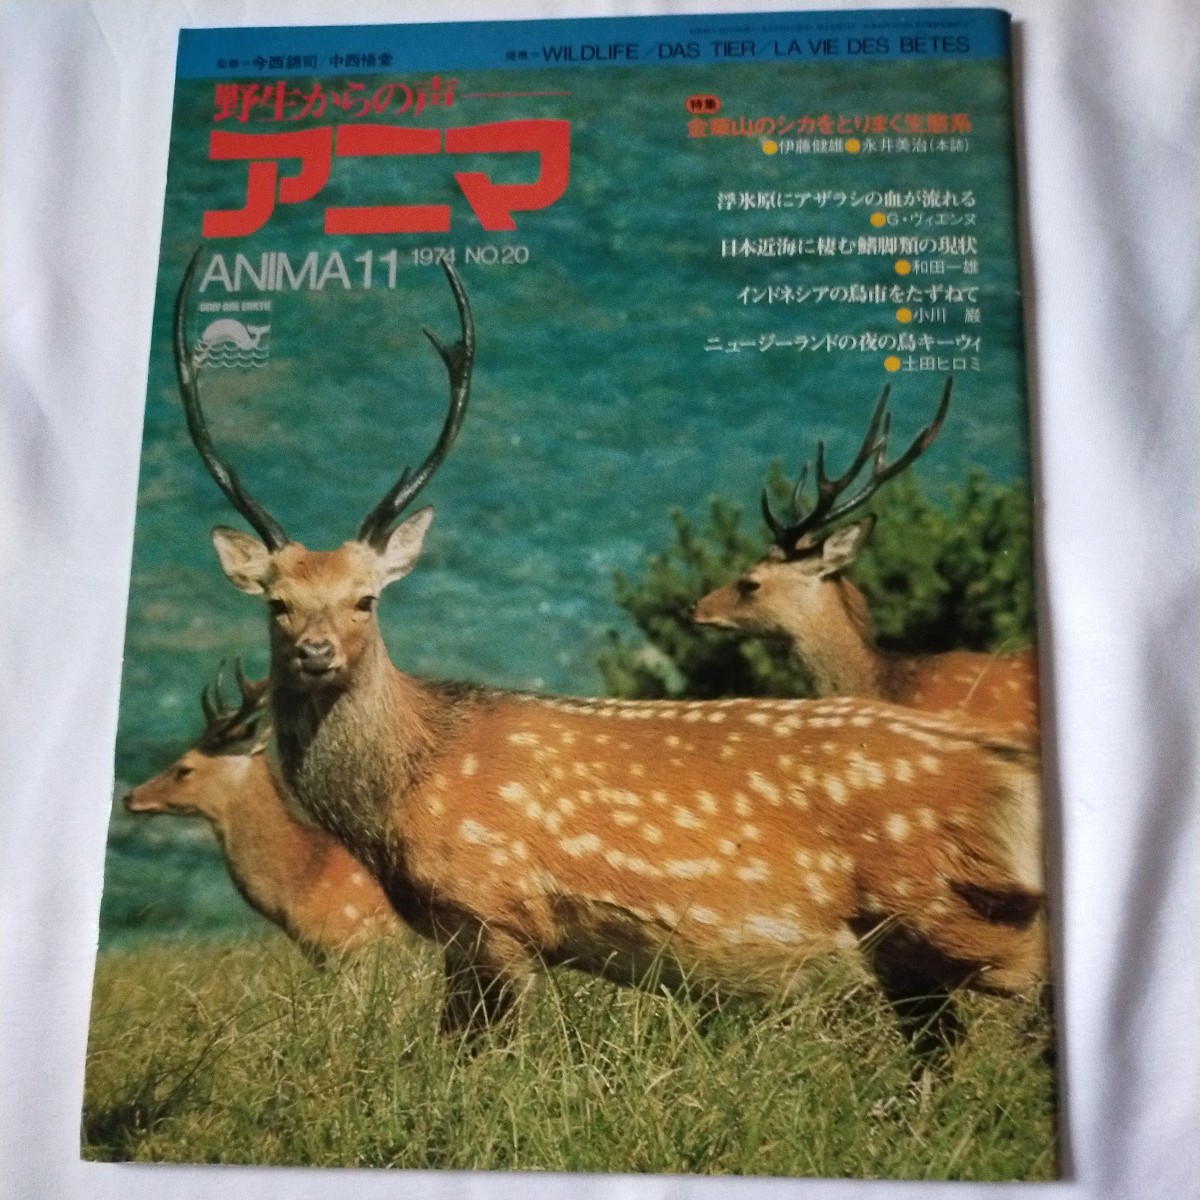 監修＝今西錦司/中西悟堂
提携＝WILDLIFE/DAS TIER/LA VIE DES BÊTES
野生からの声
アニマ
ANIMA11 1974 NO.20
ONLY ONE EARTH
特集
金華山のシカをとりまく生態系
●伊藤健雄●永井美治(本誌)
浮氷原にアザラシの血が流れる
●G・ヴィエンヌ
日本近海に棲む鰭脚類の現状
●和田一雄
インドネシアの鳥市をたずねて
●小川 巌
ニュージーランドの夜の鳥キーウィ
●土田ヒロミ